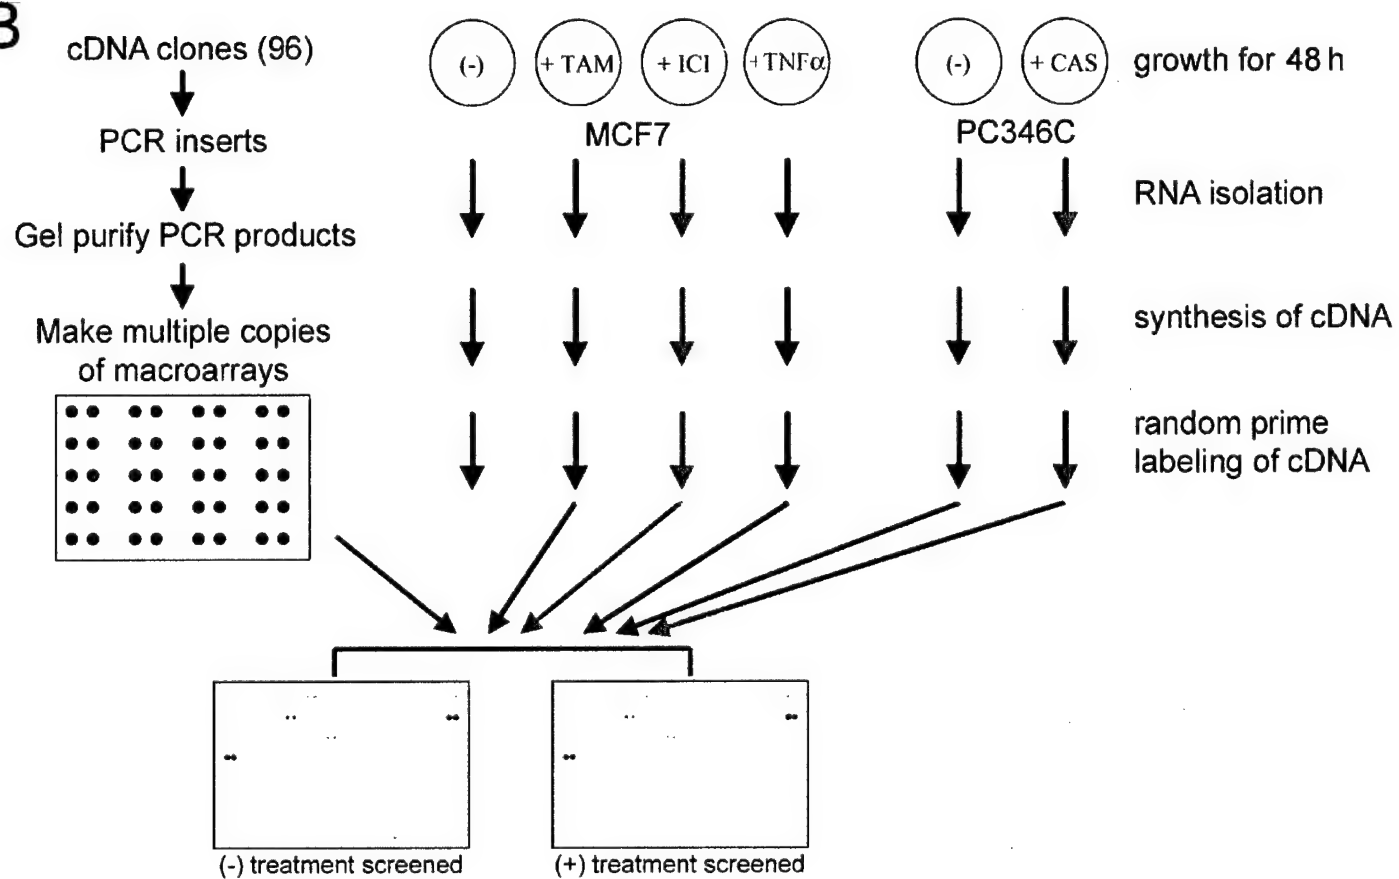 B
cDNA clones (96)
PCR inserts
Gel purify PCR products
Make multiple copies
of macroarrays
(-)
+ TAM
+ ICI
+TNFα
(-)
+ CAS
growth for 48 h
MCF7
PC346C
RNA isolation
synthesis of cDNA
random prime
labeling of cDNA
(-) treatment screened
(+) treatment screened